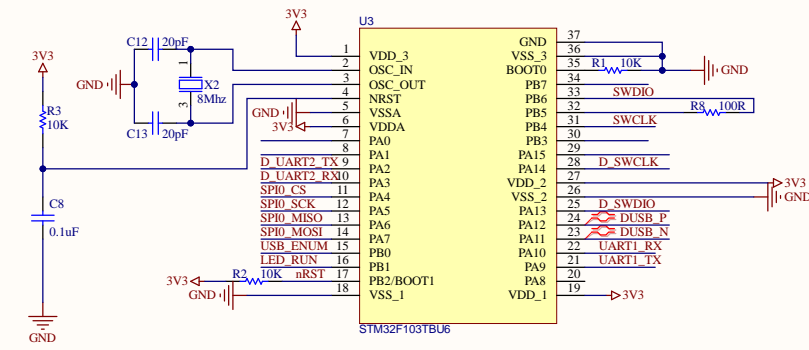 U3
3V3
C12 20pF
3V3
GND
X2
8Mhz
1
3
R3
10K
C13 20pF
GND
3V3
C8
0.1uF
GND
1 VDD_3
2 OSC_IN
3 OSC_OUT
4 NRST
5 VSSA
6 VDDA
7 PA0
8 PA1
D_UART2_TX 9 PA2
D_UART2_RX 10 PA3
SPI0_CS 11 PA4
SPI0_SCK 12 PA5
SPI0_MISO 13 PA6
SPI0_MOSI 14 PA7
USB_ENUM 15 PB0
LED_RUN 16 PB1
3V3 R2 10K nRST 17 PB2/BOOT1
GND 18 VSS_1
GND 37
VSS_3 36
BOOT0 35 R1 10K GND
PB7 34
PB6 33 SWDIO
PB5 32 R8 100R
PB4 31 SWCLK
PB3 30
PA15 29
PA14 28 D_SWCLK
VDD_2 27 3V3
VSS_2 26 GND
PA13 25 D_SWDIO
PA12 24 DUSB_P
PA11 23 DUSB_N
PA10 22 UART1_RX
PA9 21 UART1_TX
PA8 20
VDD_1 19 3V3
STM32F103TBU6